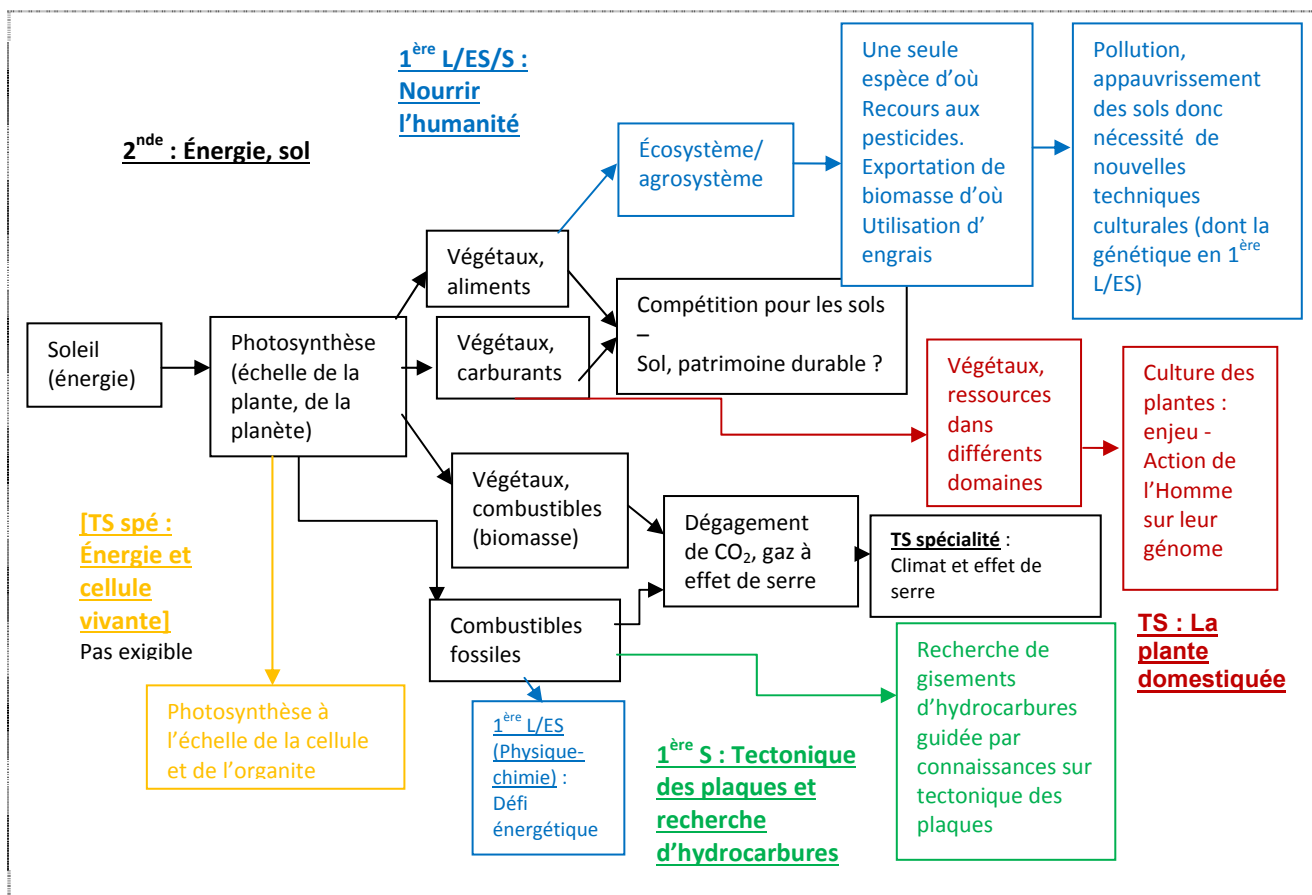 1ère L/ES/S :
Nourrir
l'humanité
2nde : Énergie, sol
Une seule
espèce d'où
Recours aux
pesticides.
Exportation de
biomasse d'où
Utilisation d'
engrais
Pollution,
appauvrissement
des sols donc
nécessité de
nouvelles
techniques
culturales (dont la
génétique en 1ère
L/ES)
Écosystème/
agrosystème
Végétaux,
aliments
Soleil
(énergie)
Photosynthèse
(échelle de la
plante, de la
planète)
Végétaux,
carburants
Compétition pour les sols
–
Sol, patrimoine durable ?
Végétaux,
ressources
dans
différents
domaines
Culture des
plantes :
enjeu -
Action de
l'Homme
sur leur
génome
Végétaux,
combustibles
(biomasse)
Dégagement
de CO2, gaz à
effet de serre
TS spécialité :
Climat et effet de
serre
[TS spé :
Énergie et
cellule
vivante]
Pas exigible
Combustibles
fossiles
TS : La
plante
domestiquée
Photosynthèse à
l'échelle de la cellule
et de l'organite
1ère L/ES
(Physique-
chimie) :
Défi
énergétique
1ère S : Tectonique
des plaques et
recherche
d'hydrocarbures
Recherche de
gisements
d'hydrocarbures
guidée par
connaissances sur
tectonique des
plaques